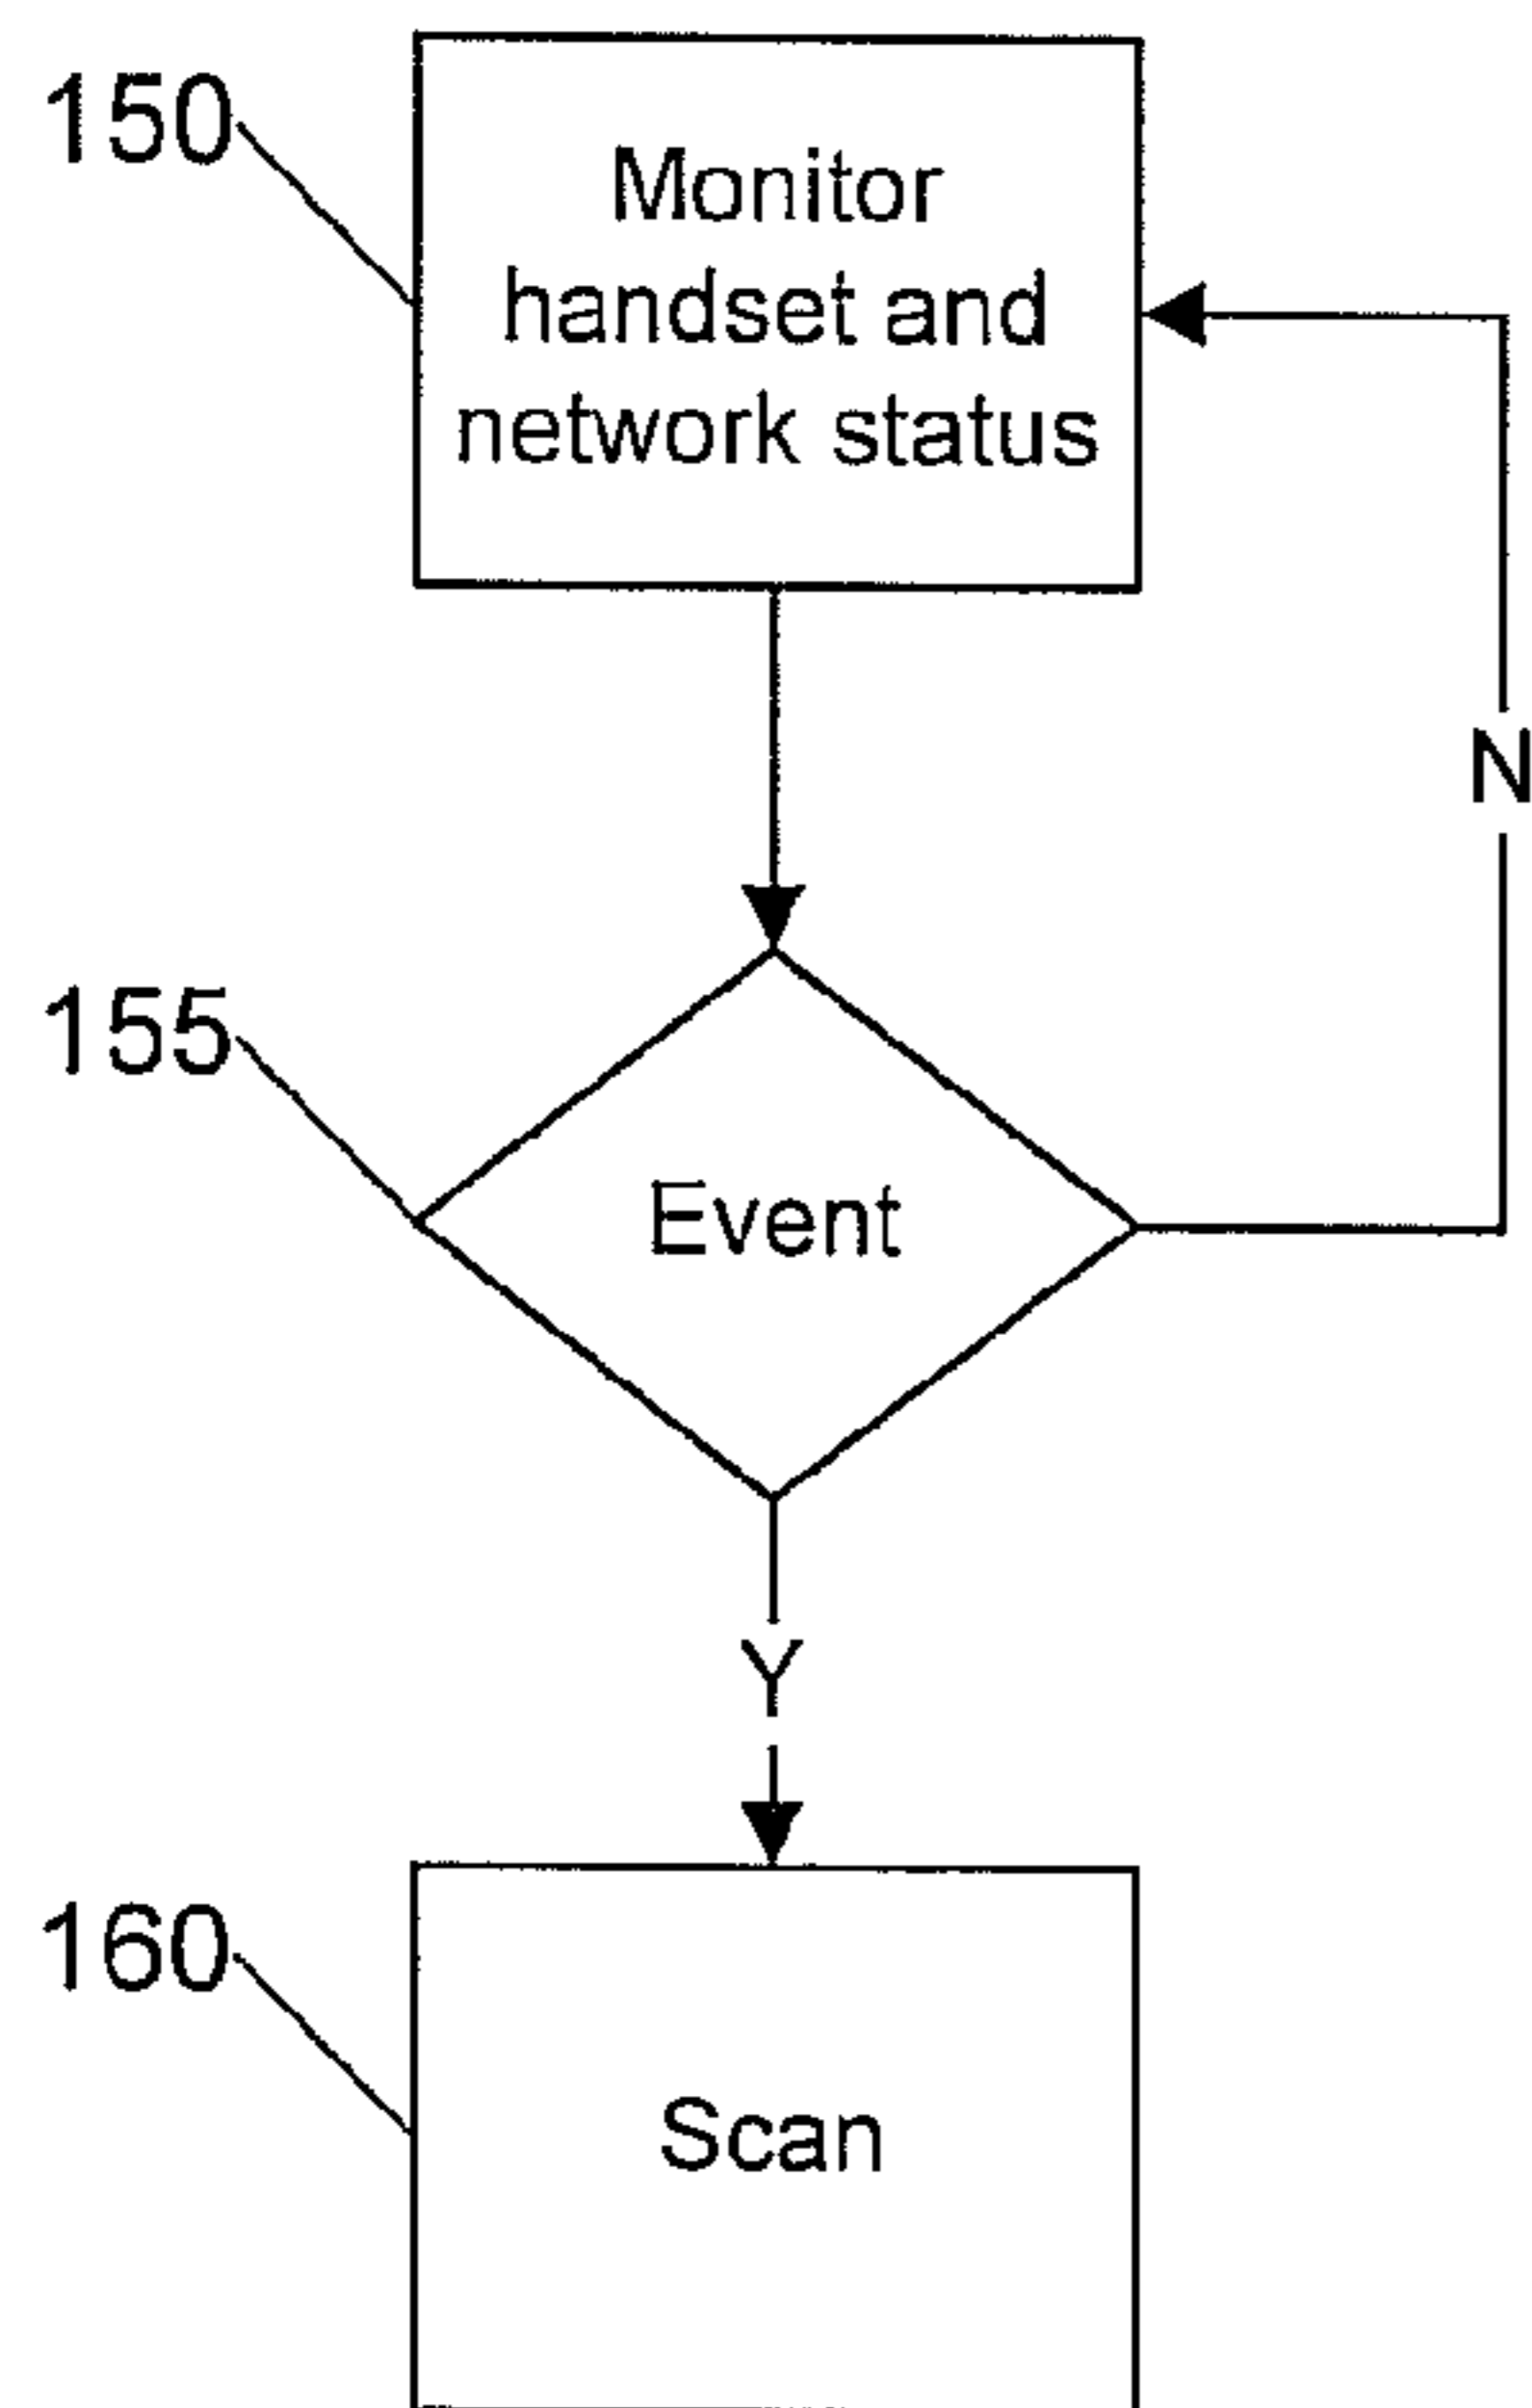 150
Monitor
handset and
network status
N
155
Event
Y
160
Scan